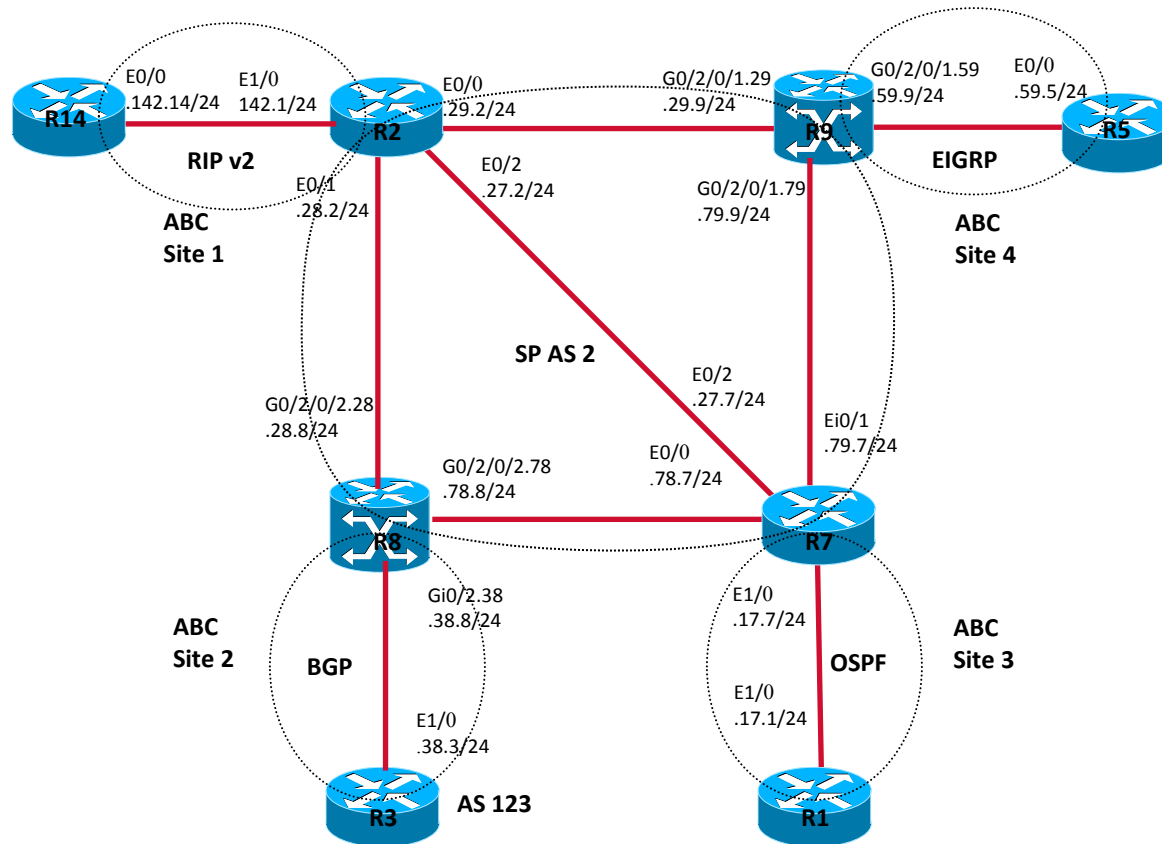 E0/0
.142.14/24
E1/0
142.1/24
E0/0
.29.2/24
G0/2/0/1.29
.29.9/24
G0/2/0/1.59
.59.9/24
E0/0
.59.5/24
R14
R2
R9
R5
RIP v2
EIGRP
E0/1
.28.2/24
E0/2
.27.2/24
G0/2/0/1.79
.79.9/24
ABC
Site 1
ABC
Site 4
SP AS 2
E0/2
.27.7/24
G0/2/0/2.28
.28.8/24
Ei0/1
.79.7/24
G0/2/0/2.78
.78.8/24
E0/0
.78.7/24
R8
R7
Gi0/2.38
.38.8/24
E1/0
.17.7/24
ABC
Site 2
BGP
OSPF
ABC
Site 3
E1/0
.38.3/24
E1/0
.17.1/24
R3
AS 123
R1